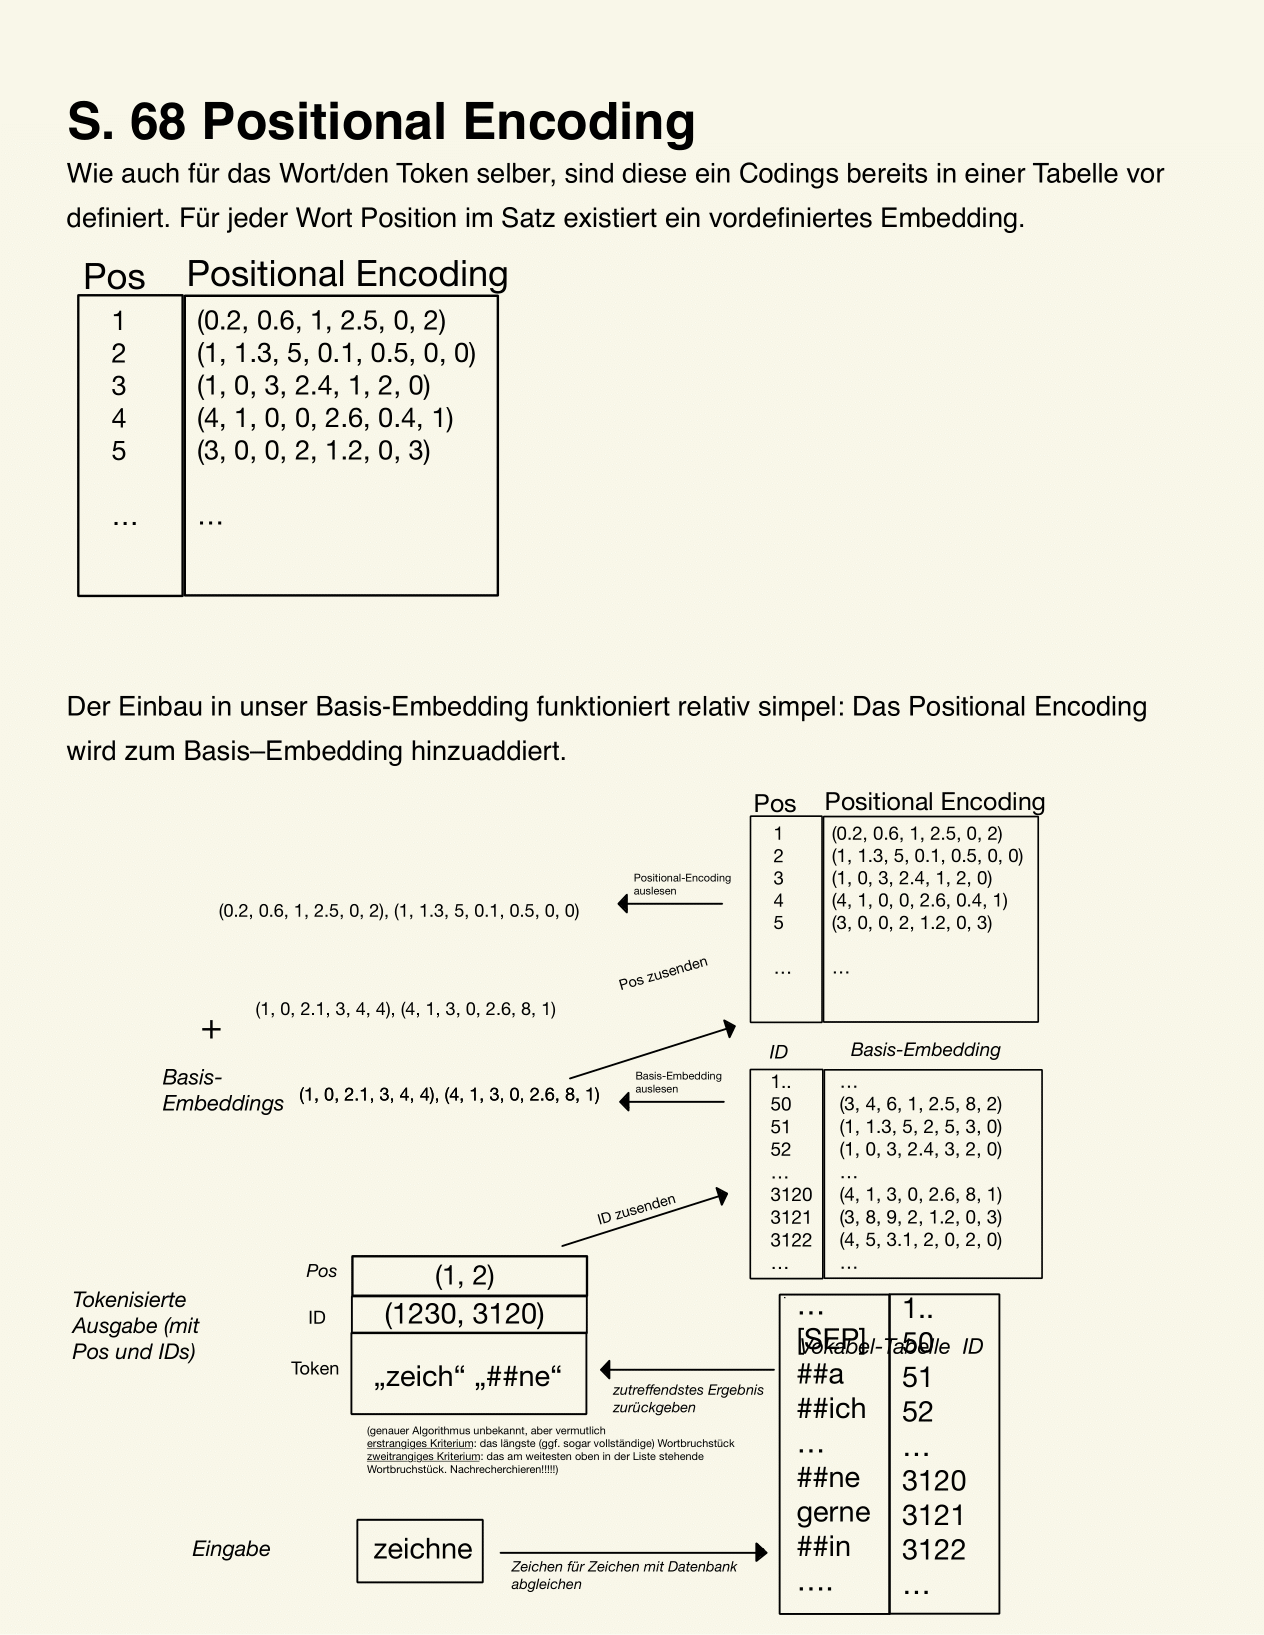 S. 68 Positional Encoding
Wie auch für das Wort/den Token selber, sind diese ein Codings bereits in einer Tabelle vor
definiert. Für jeder Wort Position im Satz existiert ein vordefiniertes Embedding.
Pos Positional Encoding
1 (0.2, 0.6, 1, 2.5, 0, 2)
2 (1, 1.3, 5, 0.1, 0.5, 0, 0)
3 (1, 0, 3, 2.4, 1, 2, 0)
4 (4, 1, 0, 0, 2.6, 0.4, 1)
5 (3, 0, 0, 2, 1.2, 0, 3)
... ...
Der Einbau in unser Basis-Embedding funktioniert relativ simpel: Das Positional Encoding
wird zum Basis–Embedding hinzuaddiert.
Pos Positional Encoding
1 (0.2, 0.6, 1, 2.5, 0, 2)
2 (1, 1.3, 5, 0.1, 0.5, 0, 0)
3 (1, 0, 3, 2.4, 1, 2, 0)
4 (4, 1, 0, 0, 2.6, 0.4, 1)
5 (3, 0, 0, 2, 1.2, 0, 3)
... ...
Positional-Encoding
auslesen
(0.2, 0.6, 1, 2.5, 0, 2), (1, 1.3, 5, 0.1, 0.5, 0, 0)
Pos zusenden
(1, 0, 2.1, 3, 4, 4), (4, 1, 3, 0, 2.6, 8, 1)
+
Basis-
Embeddings (1, 0, 2.1, 3, 4, 4), (4, 1, 3, 0, 2.6, 8, 1)
Basis-Embedding
auslesen
ID Basis-Embedding
1.. ...
50 (3, 4, 6, 1, 2.5, 8, 2)
51 (1, 1.3, 5, 2, 5, 3, 0)
52 (1, 0, 3, 2.4, 3, 2, 0)
... ...
3120 (4, 1, 3, 0, 2.6, 8, 1)
3121 (3, 8, 9, 2, 1.2, 0, 3)
3122 (4, 5, 3.1, 2, 0, 2, 0)
... ...
ID zusenden
Pos (1, 2)
ID (1230, 3120)
Token „zeich“ „##ne“
Tokenisierte
Ausgabe (mit
Pos und IDs)
Vokabel-Tabelle ID
... 1..
[SEP] 50
##a 51
##ich 52
... ...
##ne 3120
gerne 3121
##in 3122
.... ...
zutreffendstes Ergebnis
zurückgeben
(genauer Algorithmus unbekannt, aber vermutlich
erstrangiges Kriterium: das längste (ggf. sogar vollständige) Wortbruchstück
zweitrangiges Kriterium: das am weitesten oben in der Liste stehende
Wortbruchstück. Nachrecherchieren!!!!!)
Eingabe zeichne
Zeichen für Zeichen mit Datenbank
abgleichen